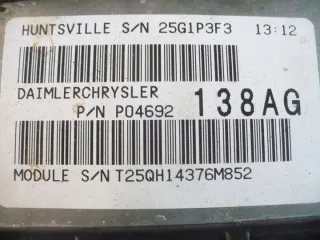 HUNTSVILLE S/N 25G1P3F3 13:12
DAIMLERCHRYSLER
P/N P04692 138AG
MODULE S/N T25QH14376M852